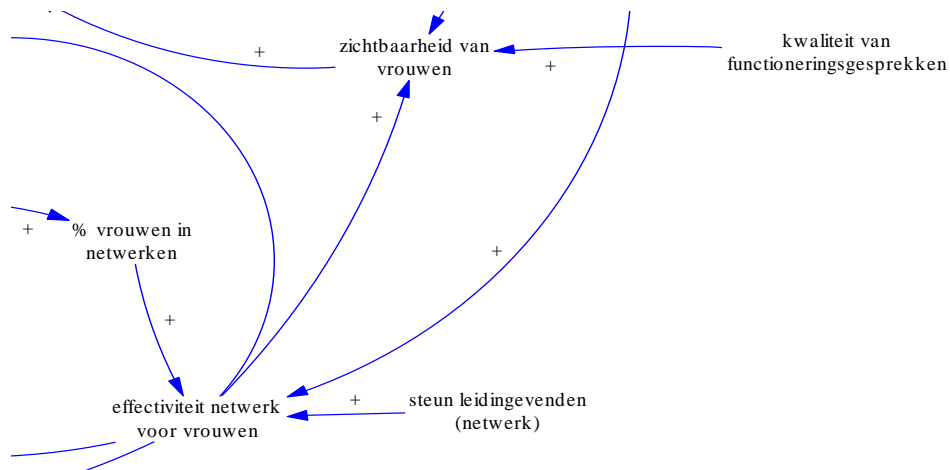 +
zichtbaarheid van
vrouwen
+
kwaliteit van
functioneringsgesprekken
+
+
% vrouwen in
netwerken
+
+
+
effectiviteit netwerk
voor vrouwen
+
steun leidingevenden
(netwerk)